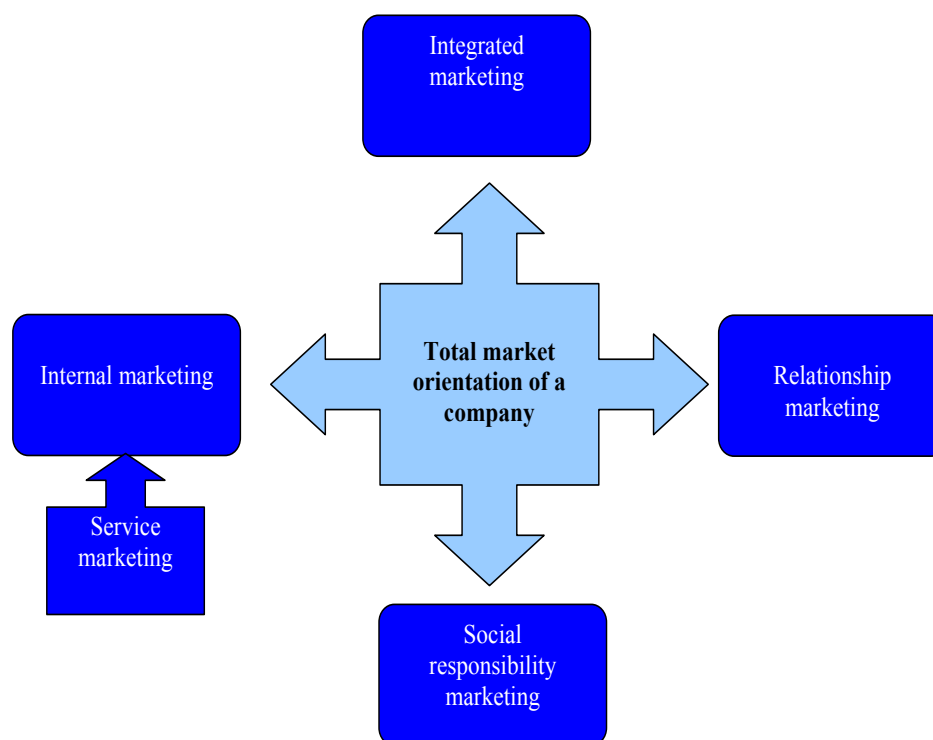 Integrated
marketing
Internal marketing
Total market
orientation of a
company
Relationship
marketing
Service
marketing
Social
responsibility
marketing